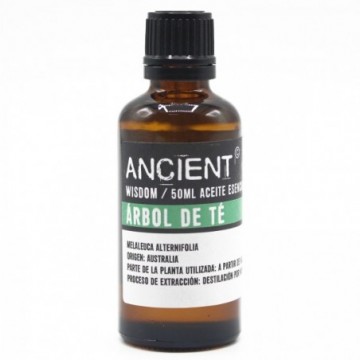 ANCIENT©
WISDOM / 50ML ACEITE
ÁRBOL DE TÉ
MELALEUCA ALTERNIFOLIA
ORIGEN: AUSTRALIA
PARTE DE LA PLANTA UTILIZADA: A PARTIR
PROCESO DE EXTRACCIÓN: DESTILACIÓN